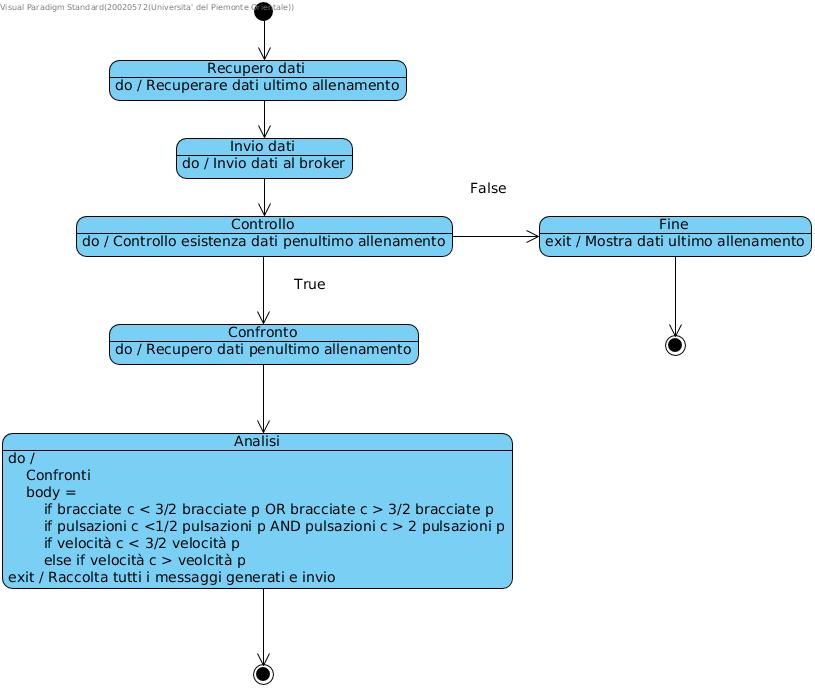 Visual Paradigm Standard(20020572(Universita' del Piemonte Orientale))
Recupero dati
do / Recuperare dati ultimo allenamento
Invio dati
do / Invio dati al broker
False
Controllo
do / Controllo esistenza dati penultimo allenamento
Fine
exit / Mostra dati ultimo allenamento
True
Confronto
do / Recupero dati penultimo allenamento
Analisi
do /
Confronti
body =
if bracciate c < 3/2 bracciate p OR bracciate c > 3/2 bracciate p
if pulsazioni c <1/2 pulsazioni p AND pulsazioni c > 2 pulsazioni p
if velocità c < 3/2 velocità p
else if velocità c > veolcità p
exit / Raccolta tutti i messaggi generati e invio